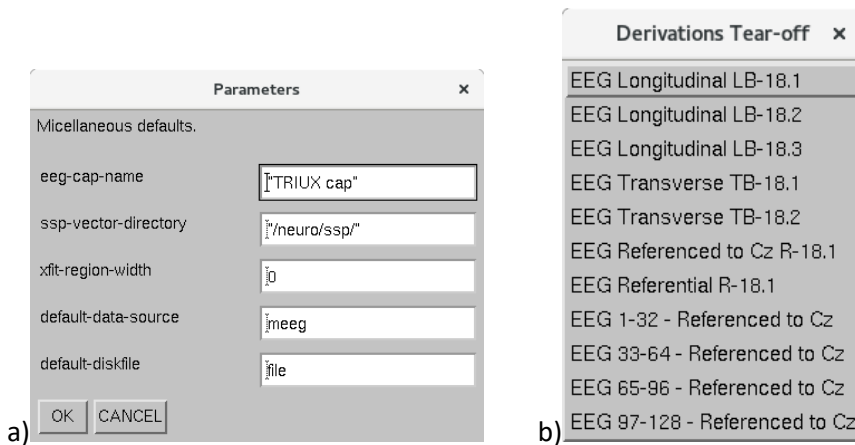 Parameters ×
Micellaneous defaults.
eeg-cap-name "TRIUX cap"
ssp-vector-directory "/neuro/ssp/"
xfit-region-width 0
default-data-source meeg
default-diskfile file
OK CANCEL
a)
Derivations Tear-off ×
EEG Longitudinal LB-18.1
EEG Longitudinal LB-18.2
EEG Longitudinal LB-18.3
EEG Transverse TB-18.1
EEG Transverse TB-18.2
EEG Referenced to Cz R-18.1
EEG Referential R-18.1
EEG 1-32 - Referenced to Cz
EEG 33-64 - Referenced to Cz
EEG 65-96 - Referenced to Cz
EEG 97-128 - Referenced to Cz
b)